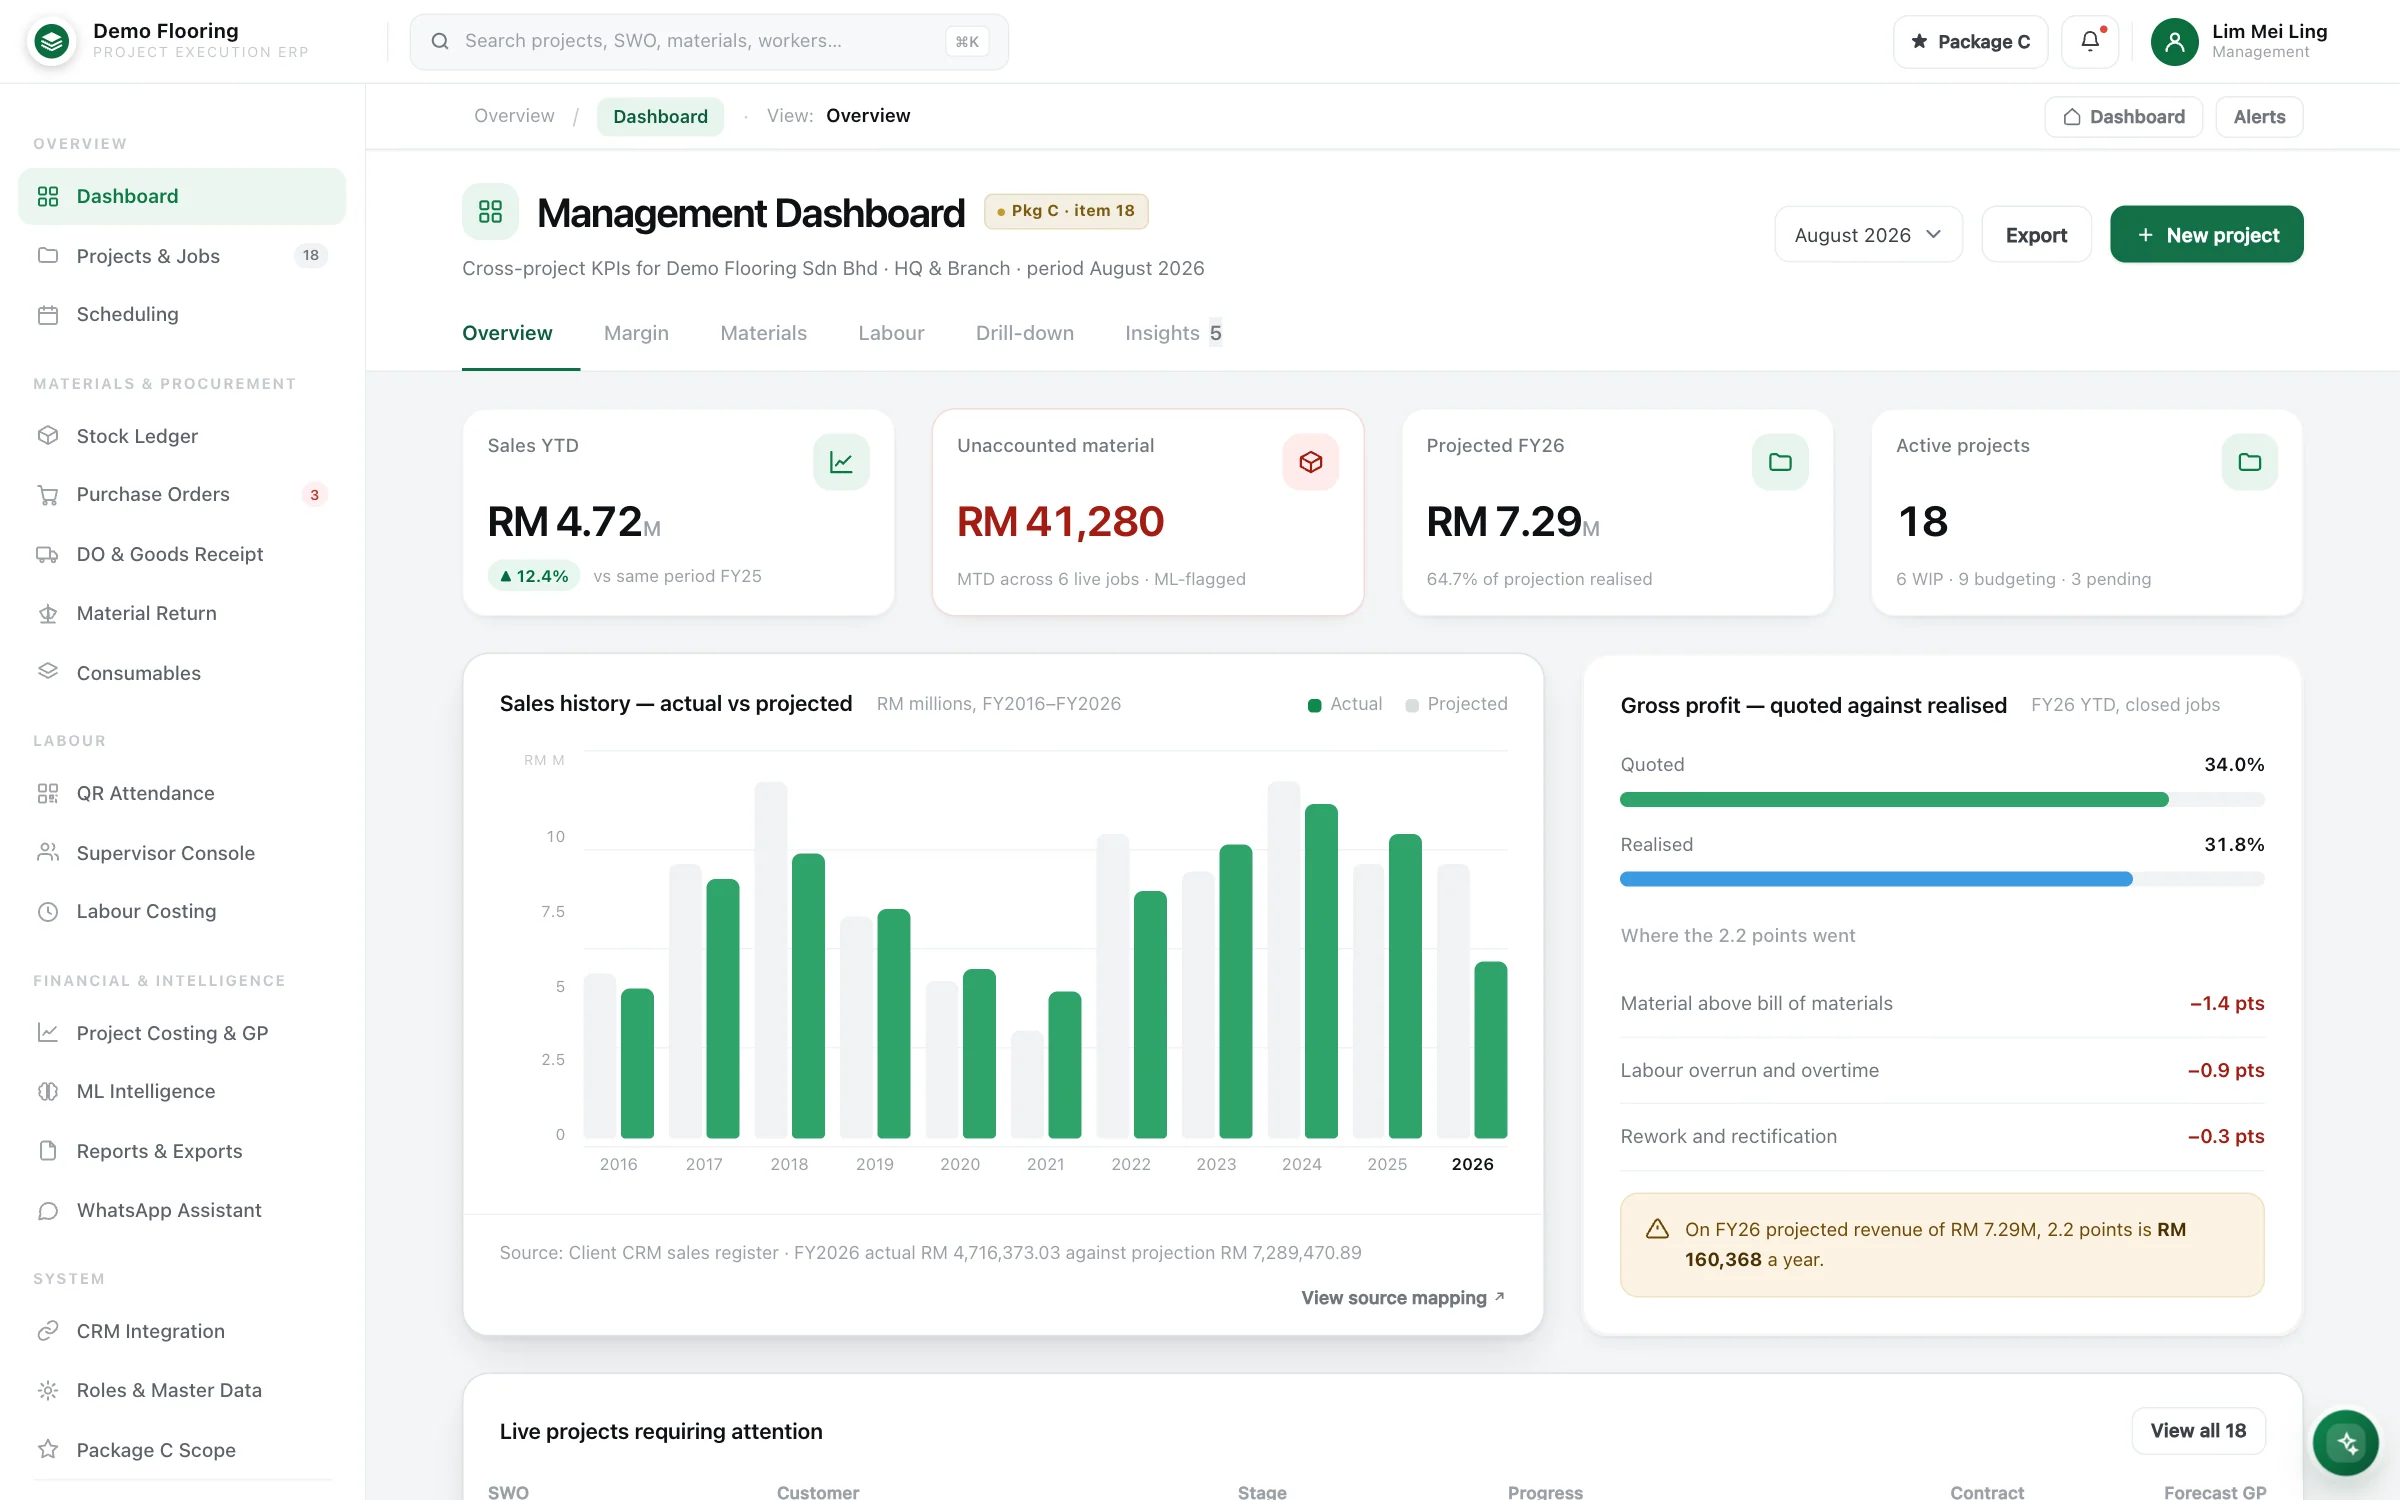 Demo Flooring
PROJECT EXECUTION ERP
Search projects, SWO, materials, workers...
⌘K
★ Package C
Lim Mei Ling
Management
OVERVIEW
Dashboard
Projects & Jobs 18
Scheduling
MATERIALS & PROCUREMENT
Stock Ledger
Purchase Orders 3
DO & Goods Receipt
Material Return
Consumables
LABOUR
QR Attendance
Supervisor Console
Labour Costing
FINANCIAL & INTELLIGENCE
Project Costing & GP
ML Intelligence
Reports & Exports
WhatsApp Assistant
SYSTEM
CRM Integration
Roles & Master Data
Package C Scope
Overview / Dashboard · View: Overview
Dashboard
Alerts
Management Dashboard
Pkg C · item 18
Cross-project KPIs for Demo Flooring Sdn Bhd · HQ & Branch · period August 2026
August 2026
Export
+ New project
Overview Margin Materials Labour Drill-down Insights 5
Sales YTD
RM 4.72M
▲ 12.4% vs same period FY25
Unaccounted material
RM 41,280
MTD across 6 live jobs · ML-flagged
Projected FY26
RM 7.29M
64.7% of projection realised
Active projects
18
6 WIP · 9 budgeting · 3 pending
Sales history — actual vs projected RM millions, FY2016–FY2026
Actual Projected
RM M
10
7.5
5
2.5
0
2016 2017 2018 2019 2020 2021 2022 2023 2024 2025 2026
Source: Client CRM sales register · FY2026 actual RM 4,716,373.03 against projection RM 7,289,470.89
View source mapping ↗
Gross profit — quoted against realised FY26 YTD, closed jobs
Quoted 34.0%
Realised 31.8%
Where the 2.2 points went
Material above bill of materials −1.4 pts
Labour overrun and overtime −0.9 pts
Rework and rectification −0.3 pts
On FY26 projected revenue of RM 7.29M, 2.2 points is RM
160,368 a year.
Live projects requiring attention
View all 18
SWO Customer Stage Progress Contract Forecast GP